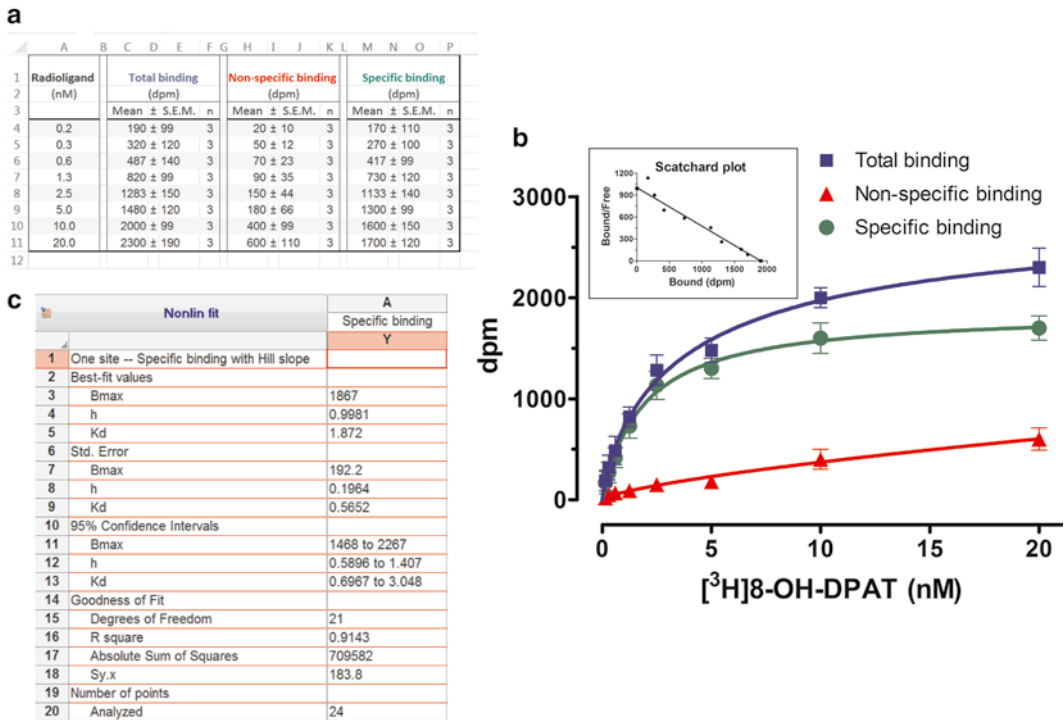 a
A B C D E F G H I J K L M N O P
1 Radioligand Total binding Non-specific binding Specific binding
2 (nM) (dpm) (dpm) (dpm)
3 Mean ± S.E.M. n Mean ± S.E.M. n Mean ± S.E.M. n
4 0.2 190 ± 99 3 20 ± 10 3 170 ± 110 3
5 0.3 320 ± 120 3 50 ± 12 3 270 ± 100 3
6 0.6 487 ± 140 3 70 ± 23 3 417 ± 99 3
7 1.3 820 ± 99 3 90 ± 35 3 730 ± 120 3
8 2.5 1283 ± 150 3 150 ± 44 3 1133 ± 140 3
9 5.0 1480 ± 120 3 180 ± 66 3 1300 ± 99 3
10 10.0 2000 ± 99 3 400 ± 99 3 1600 ± 150 3
11 20.0 2300 ± 190 3 600 ± 110 3 1700 ± 120 3
12
b
Total binding
Non-specific binding
Specific binding
Scatchard plot
Bound/Free
1200
900
600
300
0
0 500 1000 1500 2000
Bound (dpm)
dpm
3000
2000
1000
0
0 5 10 15 20
[³H]8-OH-DPAT (nM)
c
Nonlin fit A
Specific binding
Y
1 One site -- Specific binding with Hill slope
2 Best-fit values
3 Bmax 1867
4 h 0.9981
5 Kd 1.872
6 Std. Error
7 Bmax 192.2
8 h 0.1964
9 Kd 0.5652
10 95% Confidence Intervals
11 Bmax 1468 to 2267
12 h 0.5896 to 1.407
13 Kd 0.6967 to 3.048
14 Goodness of Fit
15 Degrees of Freedom 21
16 R square 0.9143
17 Absolute Sum of Squares 709582
18 Sy.x 183.8
19 Number of points
20 Analyzed 24